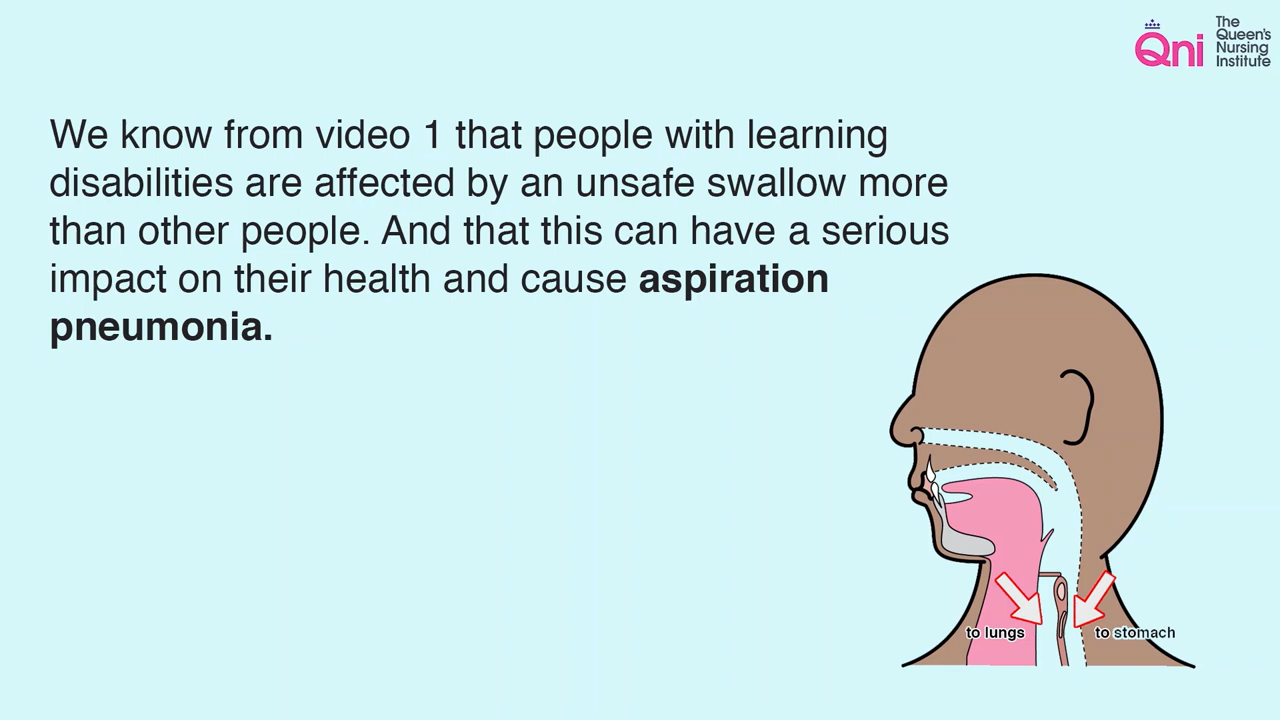 Qni
The
Queen's
Nursing
Institute
We know from video 1 that people with learning
disabilities are affected by an unsafe swallow more
than other people. And that this can have a serious
impact on their health and cause aspiration
pneumonia.
to lungs
to stomach